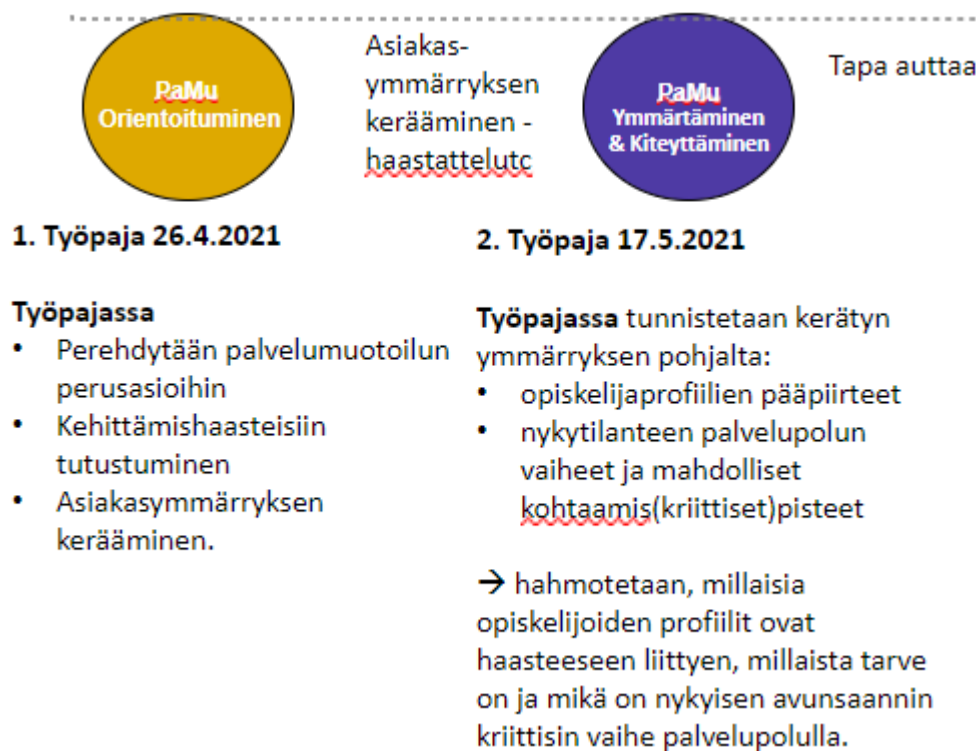 PaMu
Orientoituminen
Asiakas-
ymmärryksen
kerääminen -
haastattelutc
PaMu
Ymmärtäminen
& Kiteyttäminen
Tapa auttaa
1. Työpaja 26.4.2021
Työpajassa
• Perehdytään palvelumuotoilun
perusasioihin
• Kehittämishaasteisiin
tutustuminen
• Asiakasymmärryksen
kerääminen.
2. Työpaja 17.5.2021
Työpajassa tunnistetaan kerätyn
ymmärryksen pohjalta:
• opiskelijaprofiilien pääpiirteet
• nykytilanteen palvelupolun
vaiheet ja mahdolliset
kohtaamis(kriittiset)pisteet
→ hahmotetaan, millaisia
opiskelijoiden profiilit ovat
haasteeseen liittyen, millaista tarve
on ja mikä on nykyisen avunsaannin
kriittisin vaihe palvelupolulla.